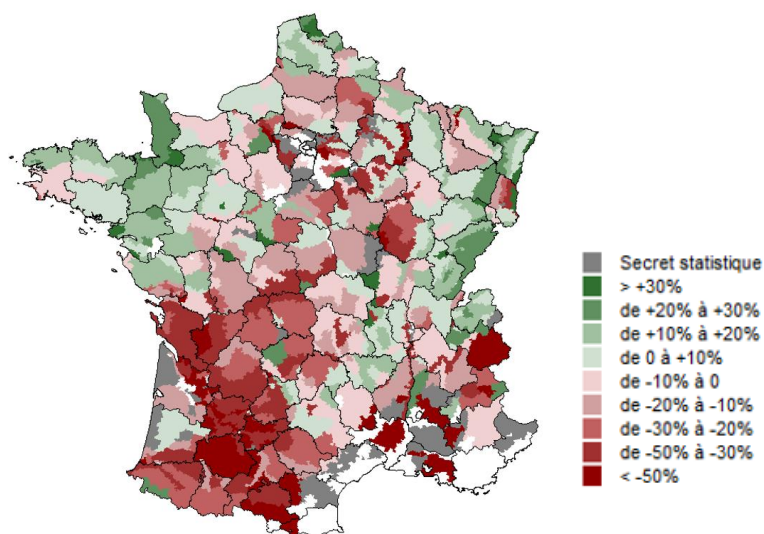 Secret statistique
> +30%
de +20% à +30%
de +10% à +20%
de 0 à +10%
de -10% à 0
de -20% à -10%
de -30% à -20%
de -50% à -30%
< -50%